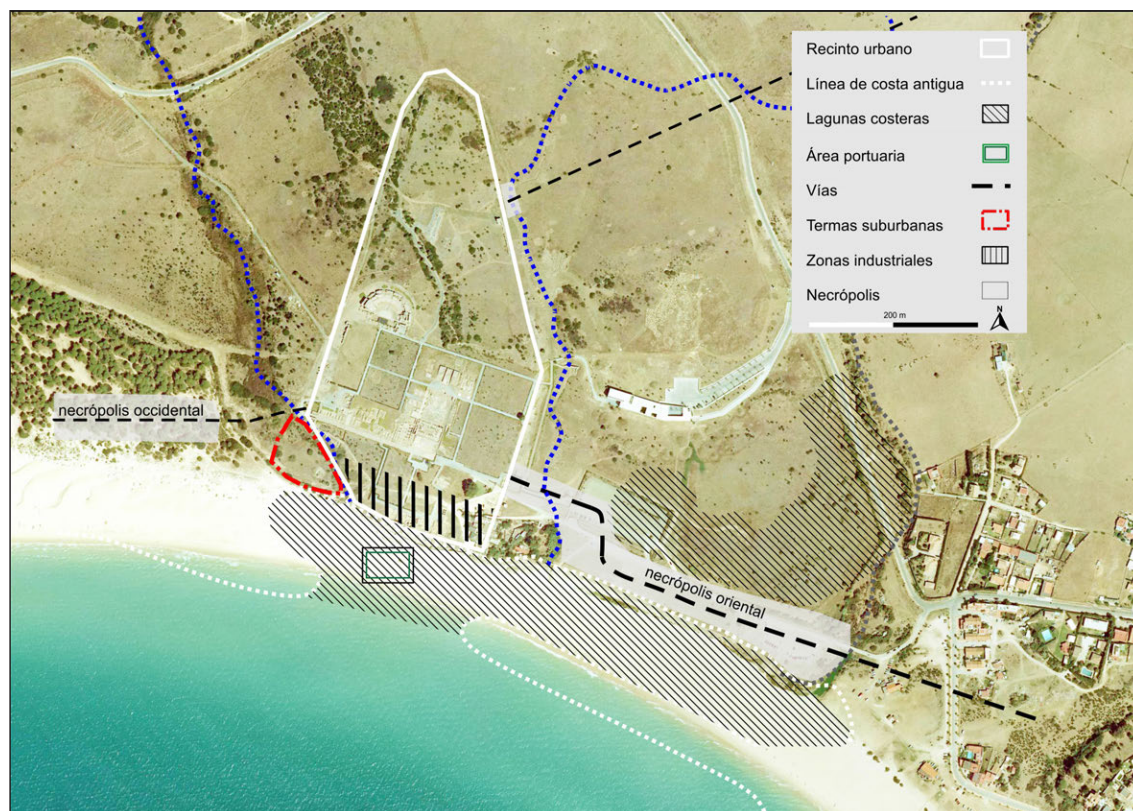 Recinto urbano
Línea de costa antigua
Lagunas costeras
Área portuaria
Vías
Termas suburbanas
Zonas industriales
Necrópolis
200 m
N
necrópolis occidental
necrópolis oriental